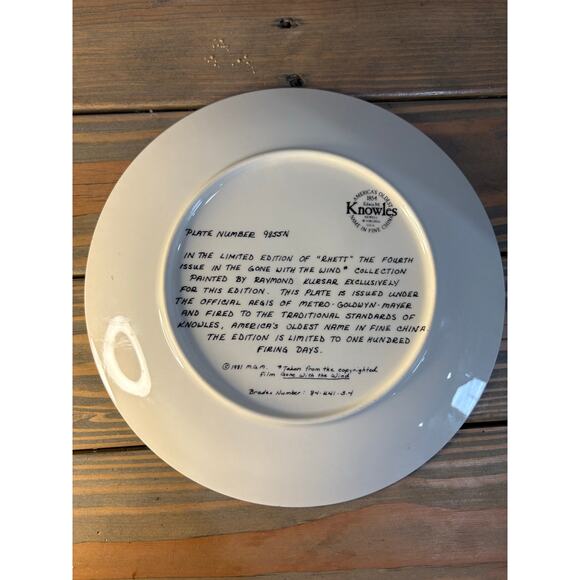 AMERICA'S OLDEST
1854
Edwin M.
Knowles
NAME IN FINE CHINA
PLATE NUMBER 9855N
IN THE LIMITED EDITION OF "RHETT" THE FOURTH
ISSUE IN THE GONE WITH THE WIND* COLLECTION
PAINTED BY RAYMOND KURSAR EXCLUSIVELY
FOR THIS EDITION. THIS PLATE IS ISSUED UNDER
THE OFFICIAL AEGIS OF METRO-GOLDWYN-MAYER
AND FIRED TO THE TRADITIONAL STANDARDS OF
KNOWLES, AMERICA'S OLDEST NAME IN FINE CHINA
THE EDITION IS LIMITED TO ONE HUNDRED
FIRING DAYS.
© 1981 M.G.M. *Taken from the copyrighted
film Gone With the Wind
Bradex Number: 84-K41-3.4